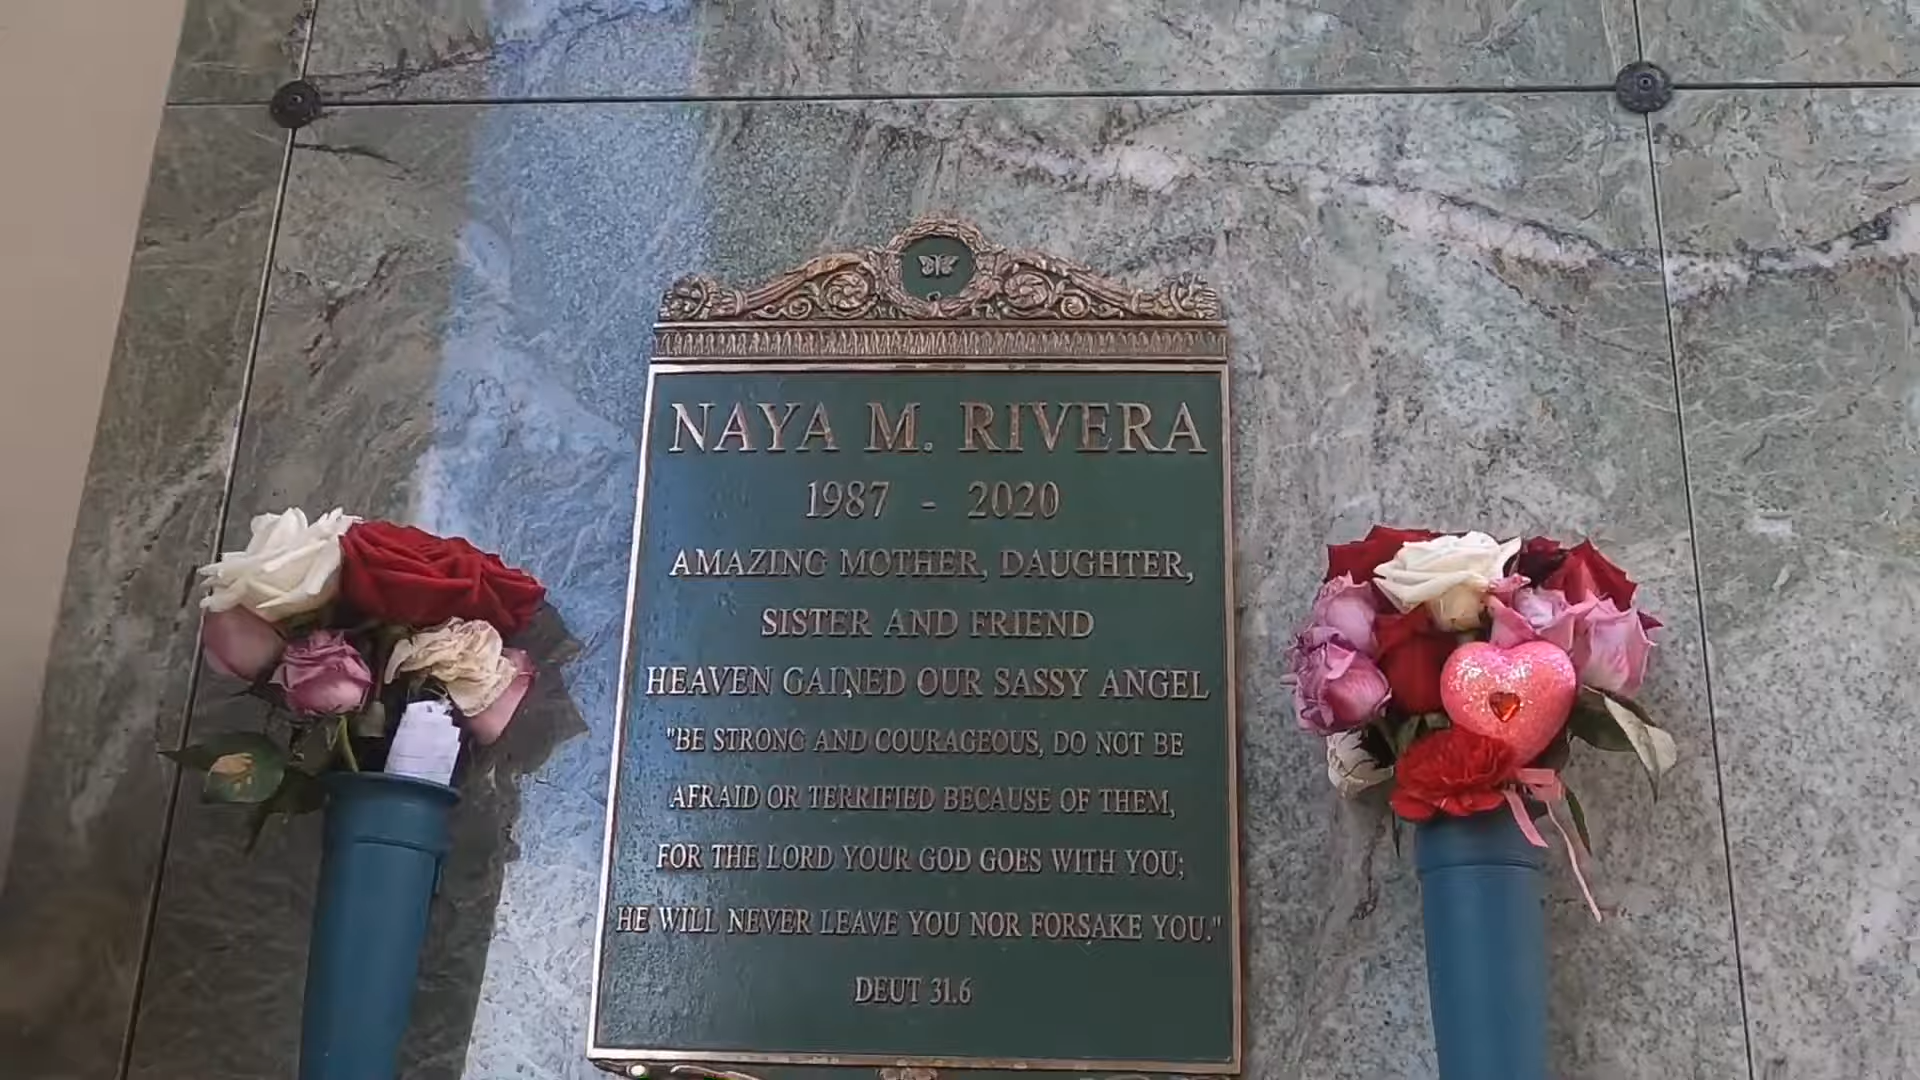 NAYA M. RIVERA
1987 - 2020
AMAZING MOTHER, DAUGHTER,
SISTER AND FRIEND
HEAVEN GAINED OUR SASSY ANGEL
"BE STRONG AND COURAGEOUS, DO NOT BE
AFRAID OR TERRIFIED BECAUSE OF THEM,
FOR THE LORD YOUR GOD GOES WITH YOU;
HE WILL NEVER LEAVE YOU NOR FORSAKE YOU."
DEUT 31.6